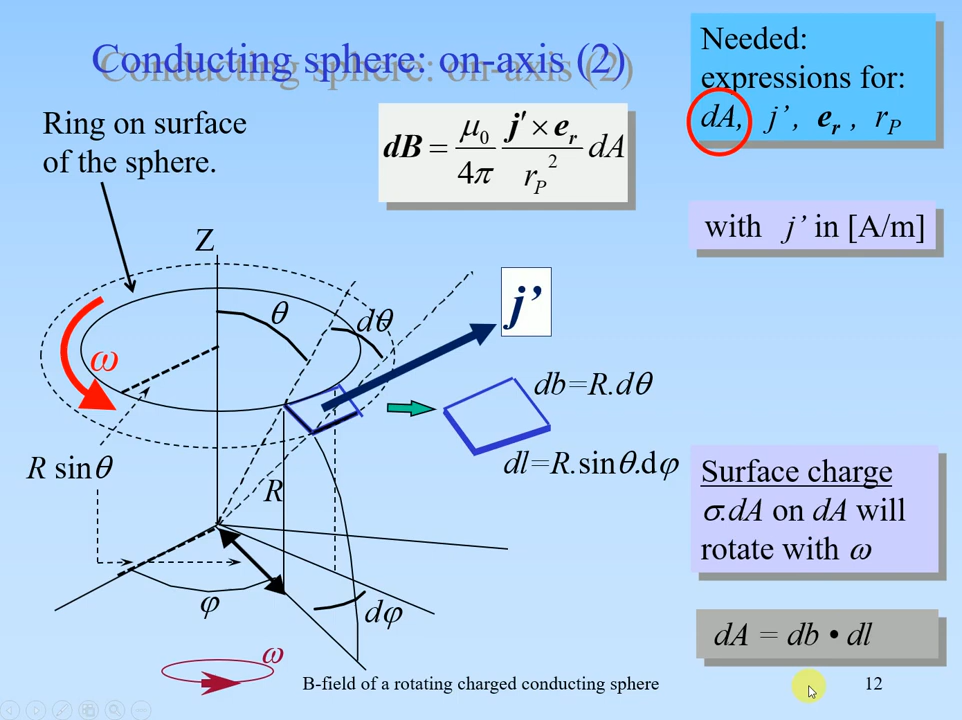 Conducting sphere: on-axis (2)
Needed:
expressions for:
dA, j’, e_r , r_P
Ring on surface
of the sphere.
dB = μ₀/4π j′ × e_r / r_P² dA
with j’ in [A/m]
Z
θ
dθ
j’
ω
db=R.dθ
dl=R.sinθ.dφ
R sinθ
R
Surface charge
σ.dA on dA will
rotate with ω
φ
dφ
dA = db • dl
ω
B-field of a rotating charged conducting sphere
12